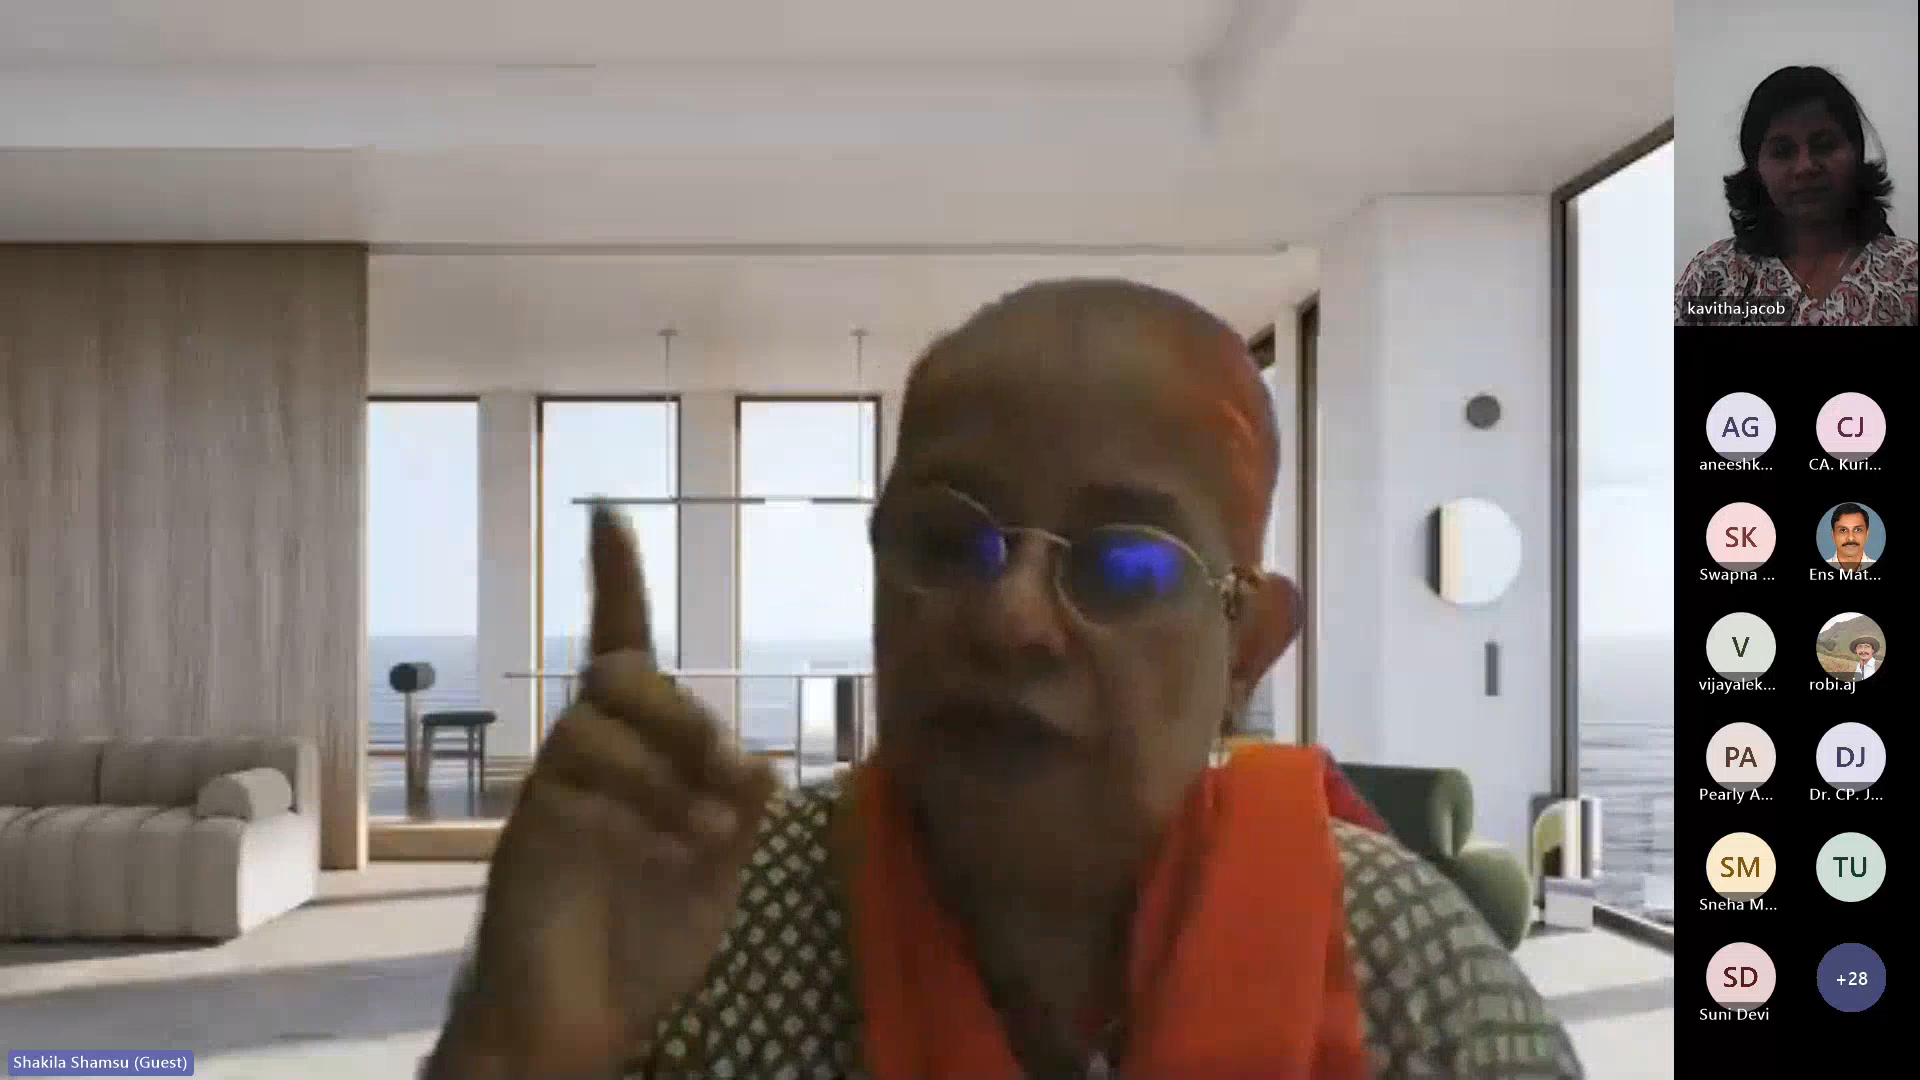 kavitha.jacob
AG
CJ
aneeshk...
CA. Kuri...
SK
Swapna ...
Ens Mat...
V
vijayalek...
robi.aj
PA
DJ
Pearly A...
Dr. CP. J...
SM
TU
Sneha M...
SD
+28
Suni Devi
Shakila Shamsu (Guest)